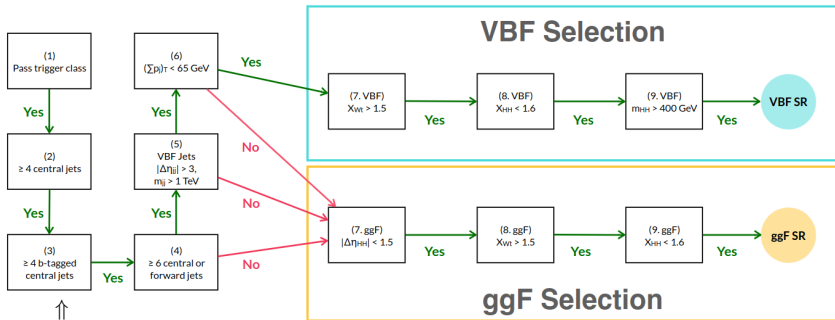 VBF Selection
(1)
Pass trigger class
Yes
(2)
≥ 4 central jets
Yes
(3)
≥ 4 b-tagged
central jets
Yes
(4)
≥ 6 central or
forward jets
Yes
(5)
VBF Jets
|Δηjj| > 3,
mjj > 1 TeV
Yes
(6)
(∑pj)T < 65 GeV
Yes
No
No
No
(7. VBF)
XWt > 1.5
Yes
(8. VBF)
XHH < 1.6
Yes
(9. VBF)
mHH > 400 GeV
Yes
VBF SR
(7. ggF)
|ΔηHH| < 1.5
Yes
(8. ggF)
XWt > 1.5
Yes
(9. ggF)
XHH < 1.6
Yes
ggF SR
ggF Selection
⇑